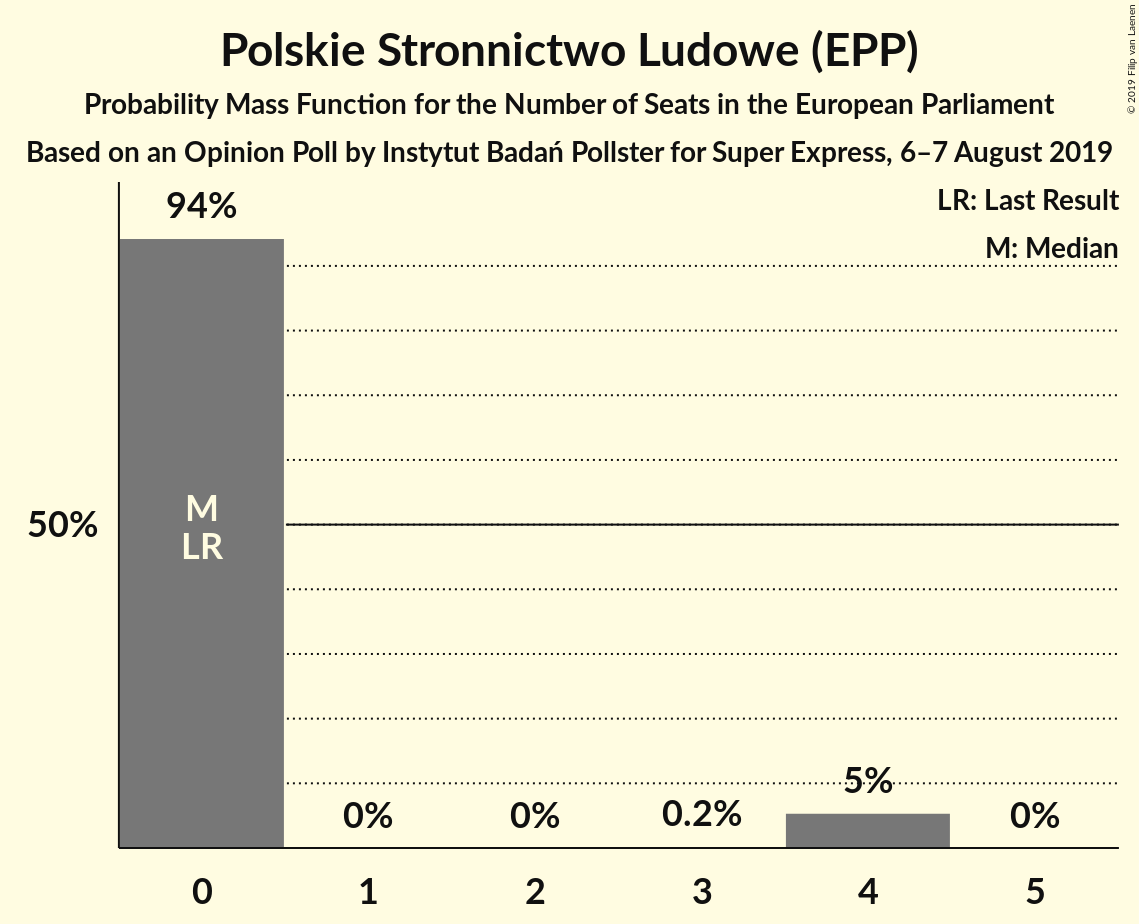 Polskie Stronnictwo Ludowe (EPP)
Probability Mass Function for the Number of Seats in the European Parliament
Based on an Opinion Poll by Instytut Badań Pollster for Super Express, 6–7 August 2019
© 2019 Filip van Laenen
LR: Last Result
M: Median
94%
50%
M
LR
0%
0%
0.2%
5%
0%
0
1
2
3
4
5